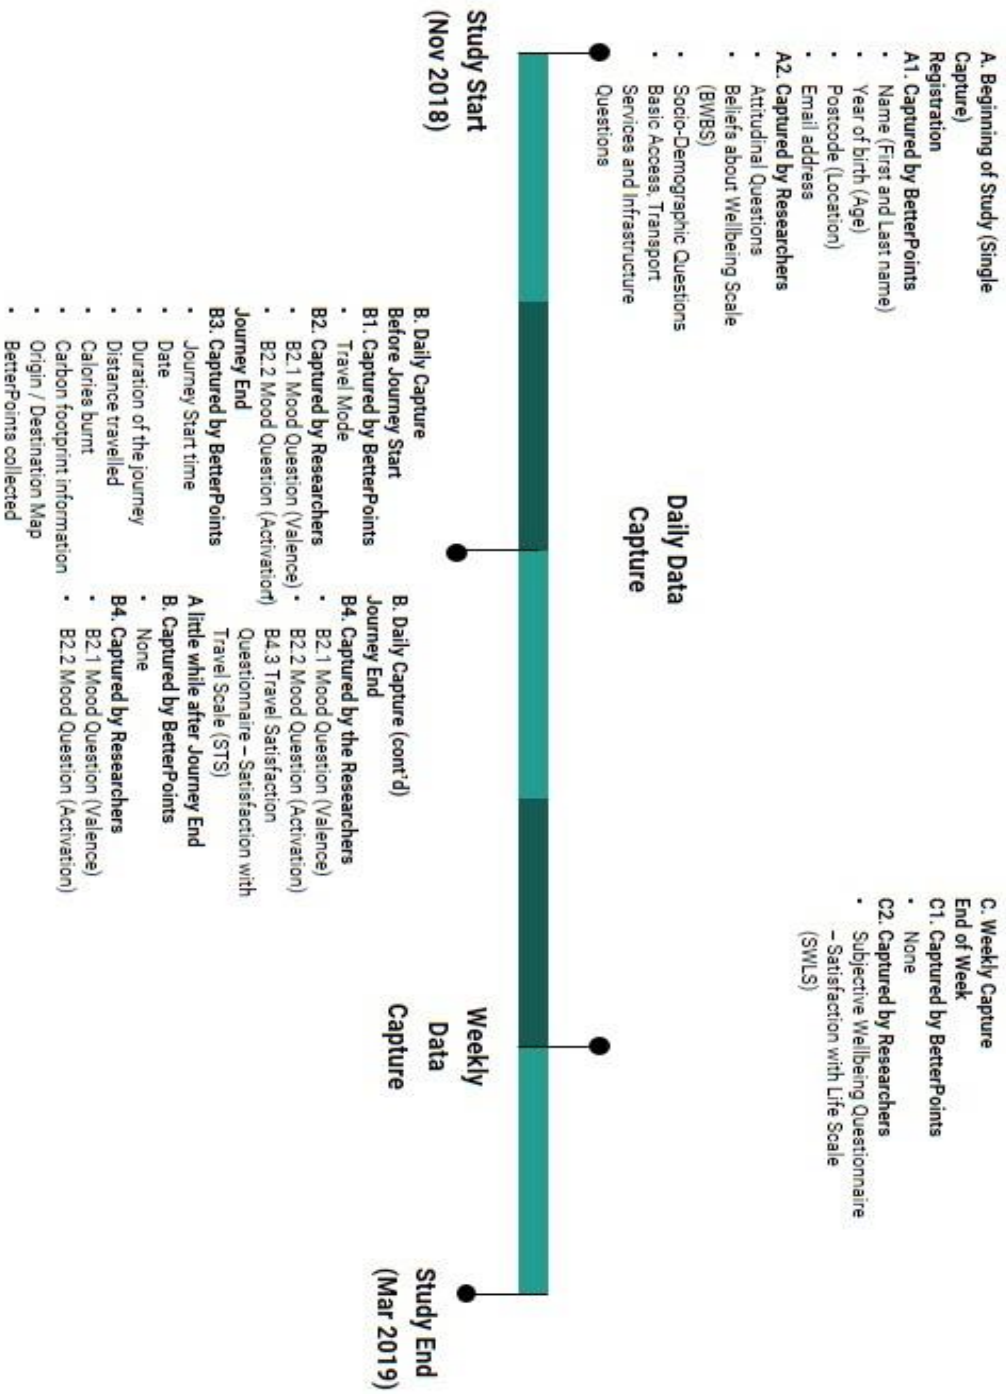 A. Beginning of Study (Single
Capture)
Registration
A1. Captured by BetterPoints
• Name (First and Last name)
• Year of birth (Age)
• Postcode (Location)
• Email address
A2. Captured by Researchers
• Attitudinal Questions
• Beliefs about Wellbeing Scale
(BWBS)
• Socio-Demographic Questions
• Basic Access, Transport
Services and Infrastructure
Questions
Study Start
(Nov 2018)
Daily Data
Capture
B. Daily Capture
Before Journey Start
B1. Captured by BetterPoints
• Travel Mode
B2. Captured by Researchers
• B2.1 Mood Question (Valence)
• B2.2 Mood Question (Activation)
Journey End
B3. Captured by BetterPoints
• Journey Start time
• Date
• Duration of the journey
• Distance travelled
• Calories burnt
• Carbon footprint information
• Origin / Destination Map
• BetterPoints collected
B. Daily Capture (cont'd)
Journey End
B4. Captured by the Researchers
• B2.1 Mood Question (Valence)
• B2.2 Mood Question (Activation)
• B4.3 Travel Satisfaction
Questionnaire – Satisfaction with
Travel Scale (STS)
A little while after Journey End
B. Captured by BetterPoints
• None
B4. Captured by Researchers
• B2.1 Mood Question (Valence)
• B2.2 Mood Question (Activation)
C. Weekly Capture
End of Week
C1. Captured by BetterPoints
• None
C2. Captured by Researchers
• Subjective Wellbeing Questionnaire
– Satisfaction with Life Scale
(SWLS)
Weekly
Data
Capture
Study End
(Mar 2019)